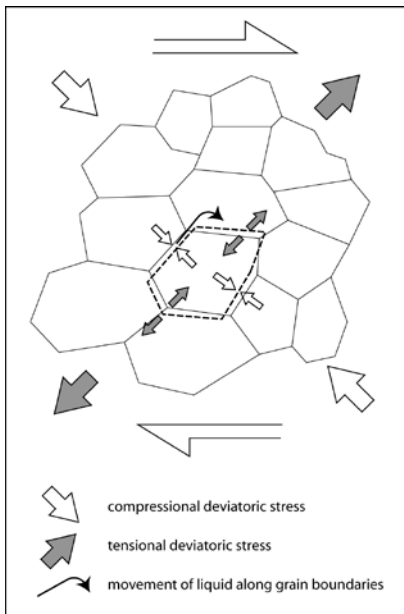 compressional deviatoric stress
tensional deviatoric stress
movement of liquid along grain boundaries